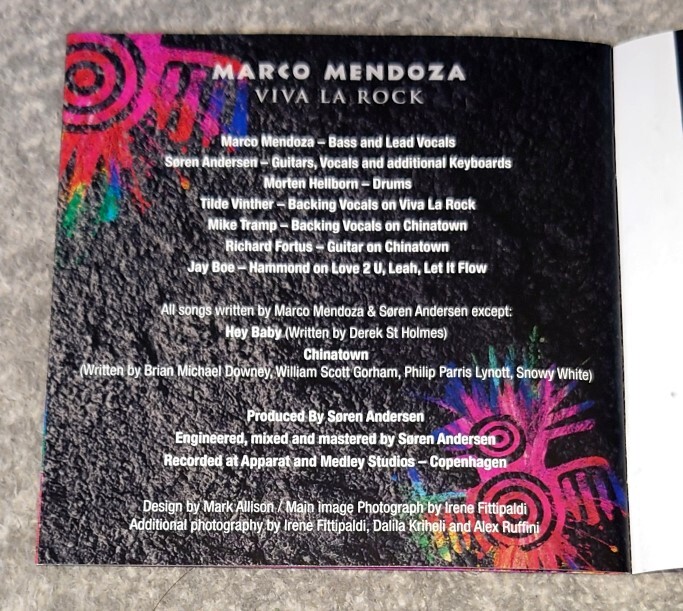 MARCO MENDOZA
VIVA LA ROCK
Marco Mendoza – Bass and Lead Vocals
Søren Andersen – Guitars, Vocals and additional Keyboards
Morten Hellborn – Drums
Tilde Vinther – Backing Vocals on Viva La Rock
Mike Tramp – Backing Vocals on Chinatown
Richard Fortus – Guitar on Chinatown
Jay Boe – Hammond on Love 2 U, Leah, Let It Flow
All songs written by Marco Mendoza & Søren Andersen except:
Hey Baby (Written by Derek St Holmes)
Chinatown
(Written by Brian Michael Downey, William Scott Gorham, Philip Parris Lynott, Snowy White)
Produced By Søren Andersen
Engineered, mixed and mastered by Søren Andersen
Recorded at Apparat and Medley Studios – Copenhagen
Design by Mark Allison / Main image Photograph by Irene Fittipaldi
Additional photography by Irene Fittipaldi, Dalila Kriheli and Alex Ruffini